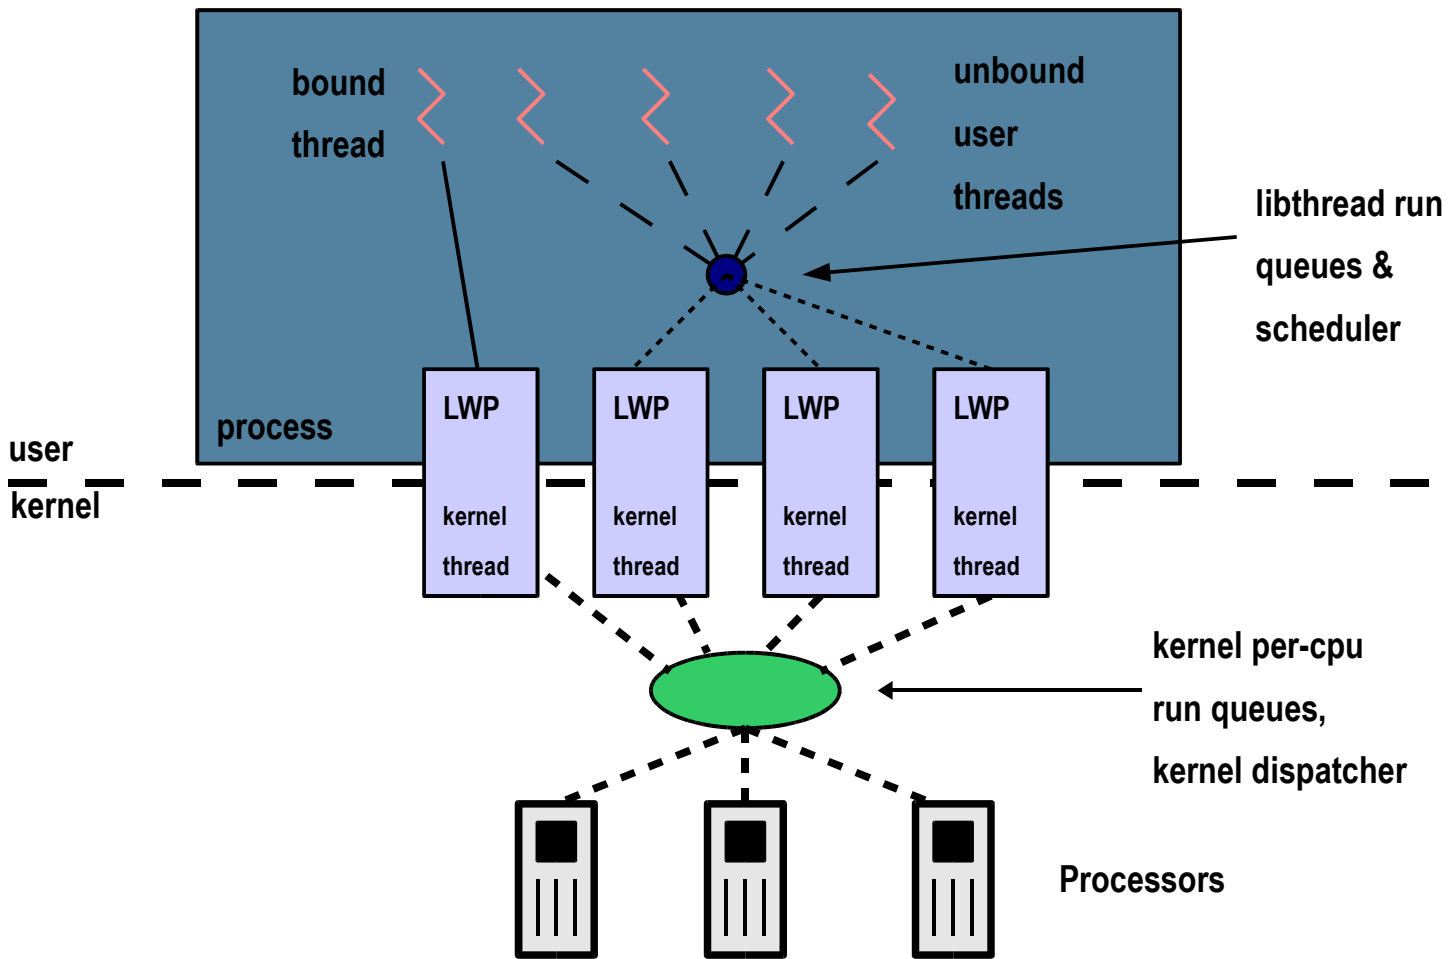 bound
thread
unbound
user
threads
libthread run
queues &
scheduler
process
user
kernel
LWP
kernel
thread
LWP
kernel
thread
LWP
kernel
thread
LWP
kernel
thread
kernel per-cpu
run queues,
kernel dispatcher
Processors